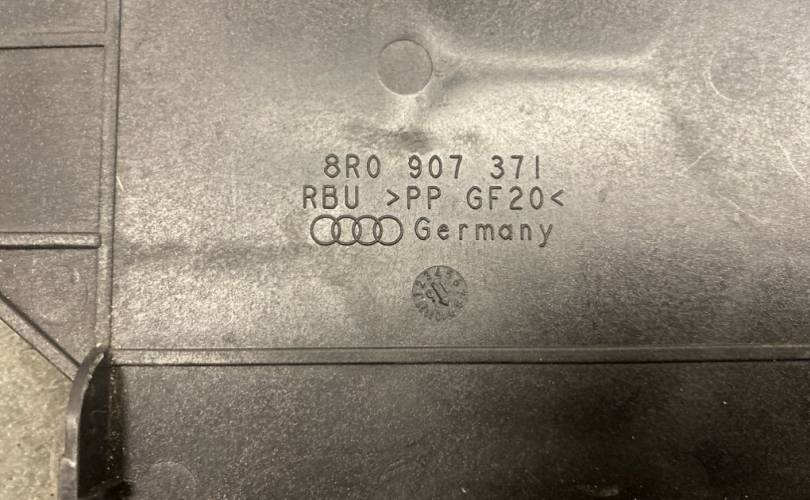 8R0 907 371
RBU >PP GF20<
Germany